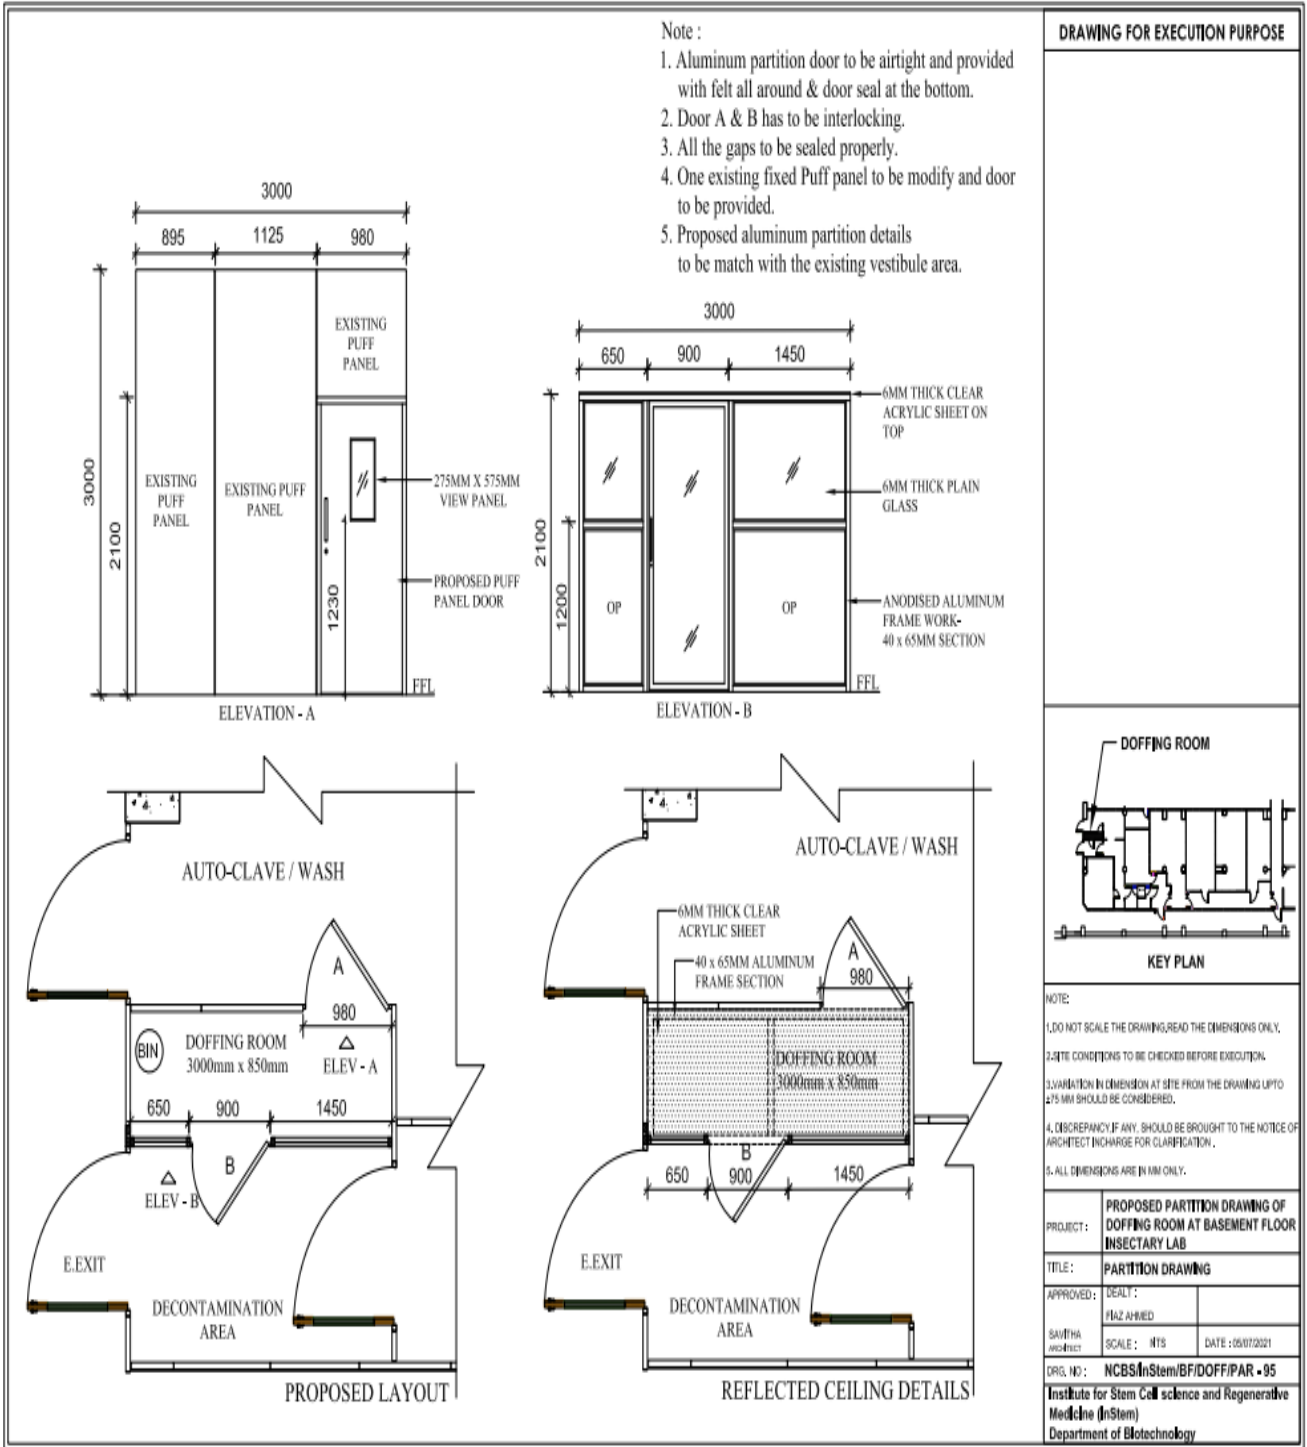 Note :
1. Aluminum partition door to be airtight and provided
with felt all around & door seal at the bottom.
2. Door A & B has to be interlocking.
3. All the gaps to be sealed properly.
4. One existing fixed Puff panel to be modify and door
to be provided.
5. Proposed aluminum partition details
to be match with the existing vestibule area.
3000
895 1125 980
3000
2100
1230
EXISTING
PUFF
PANEL
EXISTING PUFF
PANEL
EXISTING
PUFF
PANEL
275MM X 575MM
VIEW PANEL
PROPOSED PUFF
PANEL DOOR
FFL
ELEVATION - A
3000
650 900 1450
2100
1200
OP
OP
6MM THICK CLEAR
ACRYLIC SHEET ON
TOP
6MM THICK PLAIN
GLASS
ANODISED ALUMINUM
FRAME WORK-
40 x 65MM SECTION
FFL
ELEVATION - B
AUTO-CLAVE / WASH
A
980
BIN
DOFFING ROOM
3000mm x 850mm
ELEV - A
650 900 1450
B
ELEV - B
E.EXIT
DECONTAMINATION
AREA
PROPOSED LAYOUT
AUTO-CLAVE / WASH
6MM THICK CLEAR
ACRYLIC SHEET
40 x 65MM ALUMINUM
FRAME SECTION
A
980
DOFFING ROOM
3000mm x 850mm
B
650 900 1450
E.EXIT
DECONTAMINATION
AREA
REFLECTED CEILING DETAILS
DRAWING FOR EXECUTION PURPOSE
DOFFING ROOM
KEY PLAN
NOTE:
1.DO NOT SCALE THE DRAWING,READ THE DIMENSIONS ONLY.
2.SITE CONDITIONS TO BE CHECKED BEFORE EXECUTION.
3.VARIATION IN DIMENSION AT SITE FROM THE DRAWING UPTO
±75 MM SHOULD BE CONSIDERED.
4. DISCREPANCY,IF ANY, SHOULD BE BROUGHT TO THE NOTICE OF
ARCHITECT INCHARGE FOR CLARIFICATION .
5. ALL DIMENSIONS ARE IN MM ONLY.
PROJECT : PROPOSED PARTITION DRAWING OF
DOFFING ROOM AT BASEMENT FLOOR
INSECTARY LAB
TITLE : PARTITION DRAWING
APPROVED : DEALT :
FIAZ AHMED
SAVITHA
ARCHITECT
SCALE : NTS DATE : 05/07/2021
DRG. NO : NCBS/InStem/BF/DOFF/PAR - 95
Institute for Stem Cell science and Regenerative
Medicine (InStem)
Department of Biotechnology